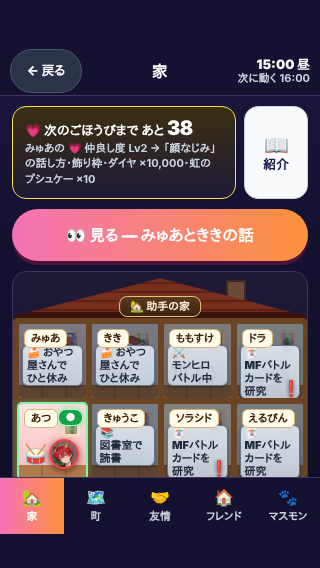 ← 戻る
家
15:00 昼
次に動く 16:00
💗 次のごほうびまで あと 38
みゅあの 💗 仲良し度 Lv2 → 「顔なじみ」
の話し方・飾り枠・ダイヤ ×10,000・虹の
プシュケー ×10
📖
紹介
👀 見る — みゅあとききの話
🏡 助手の家
みゅあ
🍰 おやつ
屋さんで
ひと休み
きき
🍰 おやつ
屋さんで
ひと休み
ももすけ
⚔️
モンヒロ
バトル中
ドラ
🃏
MFバトル
カードを
研究
❗
あつ
きゅうこ
📚
図書室で
読書
ソラシド
🃏
MFバトル
カードを
研究
❗
えるぴん
🃏
MFバトル
カードを
研究
家
町
友情
フレンド
マスモン